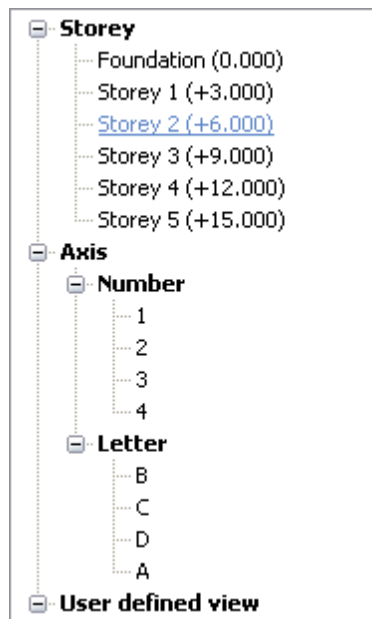 Storey
Foundation (0.000)
Storey 1 (+3.000)
Storey 2 (+6.000)
Storey 3 (+9.000)
Storey 4 (+12.000)
Storey 5 (+15.000)
Axis
Number
1
2
3
4
Letter
B
C
D
A
User defined view